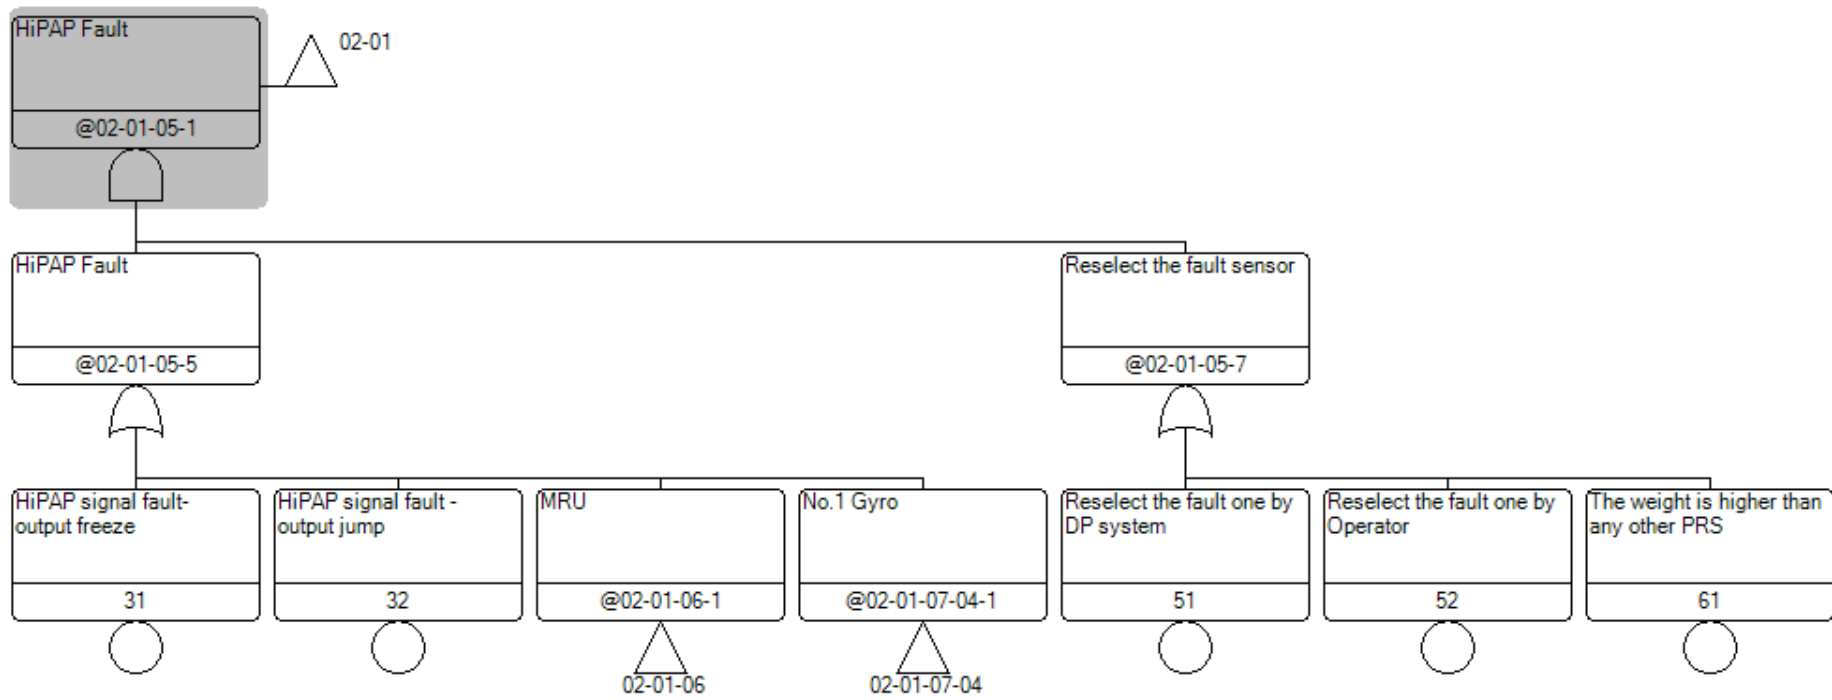 HiPAP Fault
02-01
@02-01-05-1
HiPAP Fault
@02-01-05-5
Reselect the fault sensor
@02-01-05-7
HiPAP signal fault-
output freeze
31
HiPAP signal fault -
output jump
32
MRU
@02-01-06-1
02-01-06
No.1 Gyro
@02-01-07-04-1
02-01-07-04
Reselect the fault one by
DP system
51
Reselect the fault one by
Operator
52
The weight is higher than
any other PRS
61